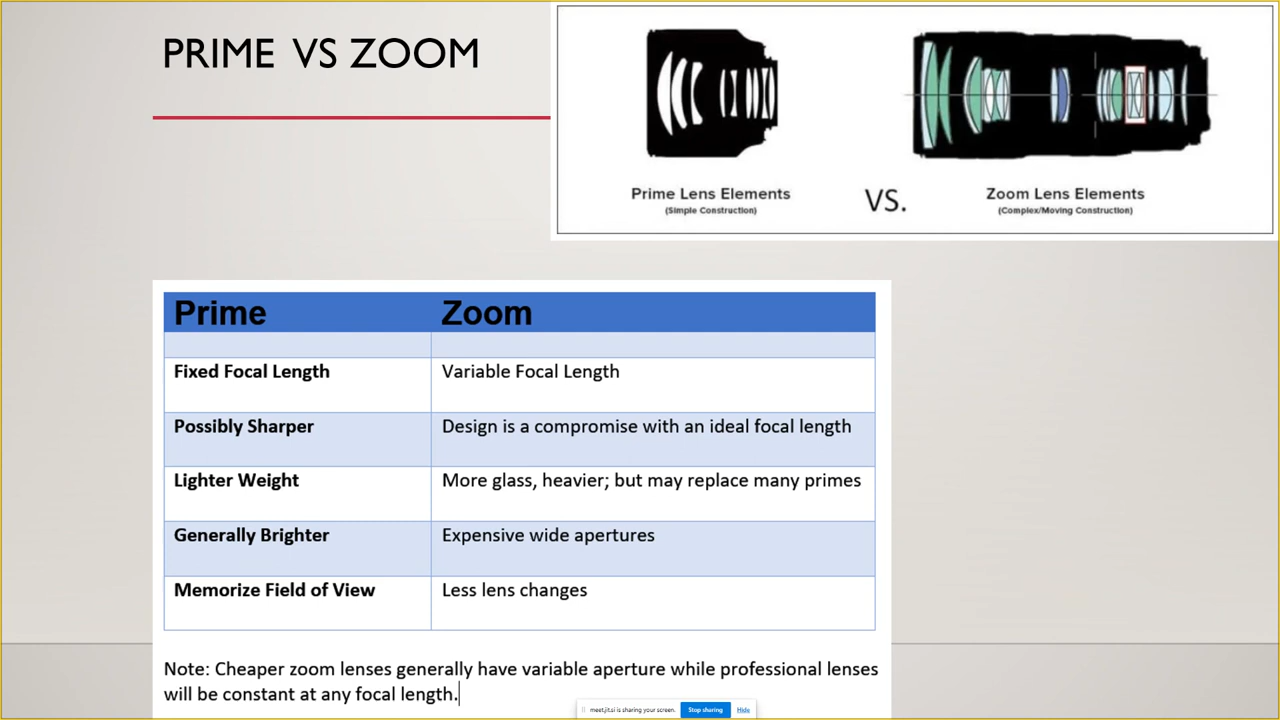 PRIME VS ZOOM
Prime Lens Elements
(Simple Construction)
VS.
Zoom Lens Elements
(Complex/Moving Construction)
Prime Zoom
Fixed Focal Length Variable Focal Length
Possibly Sharper Design is a compromise with an ideal focal length
Lighter Weight More glass, heavier; but may replace many primes
Generally Brighter Expensive wide apertures
Memorize Field of View Less lens changes
Note: Cheaper zoom lenses generally have variable aperture while professional lenses
will be constant at any focal length.
meet.jit.si is sharing your screen. Stop sharing Hide